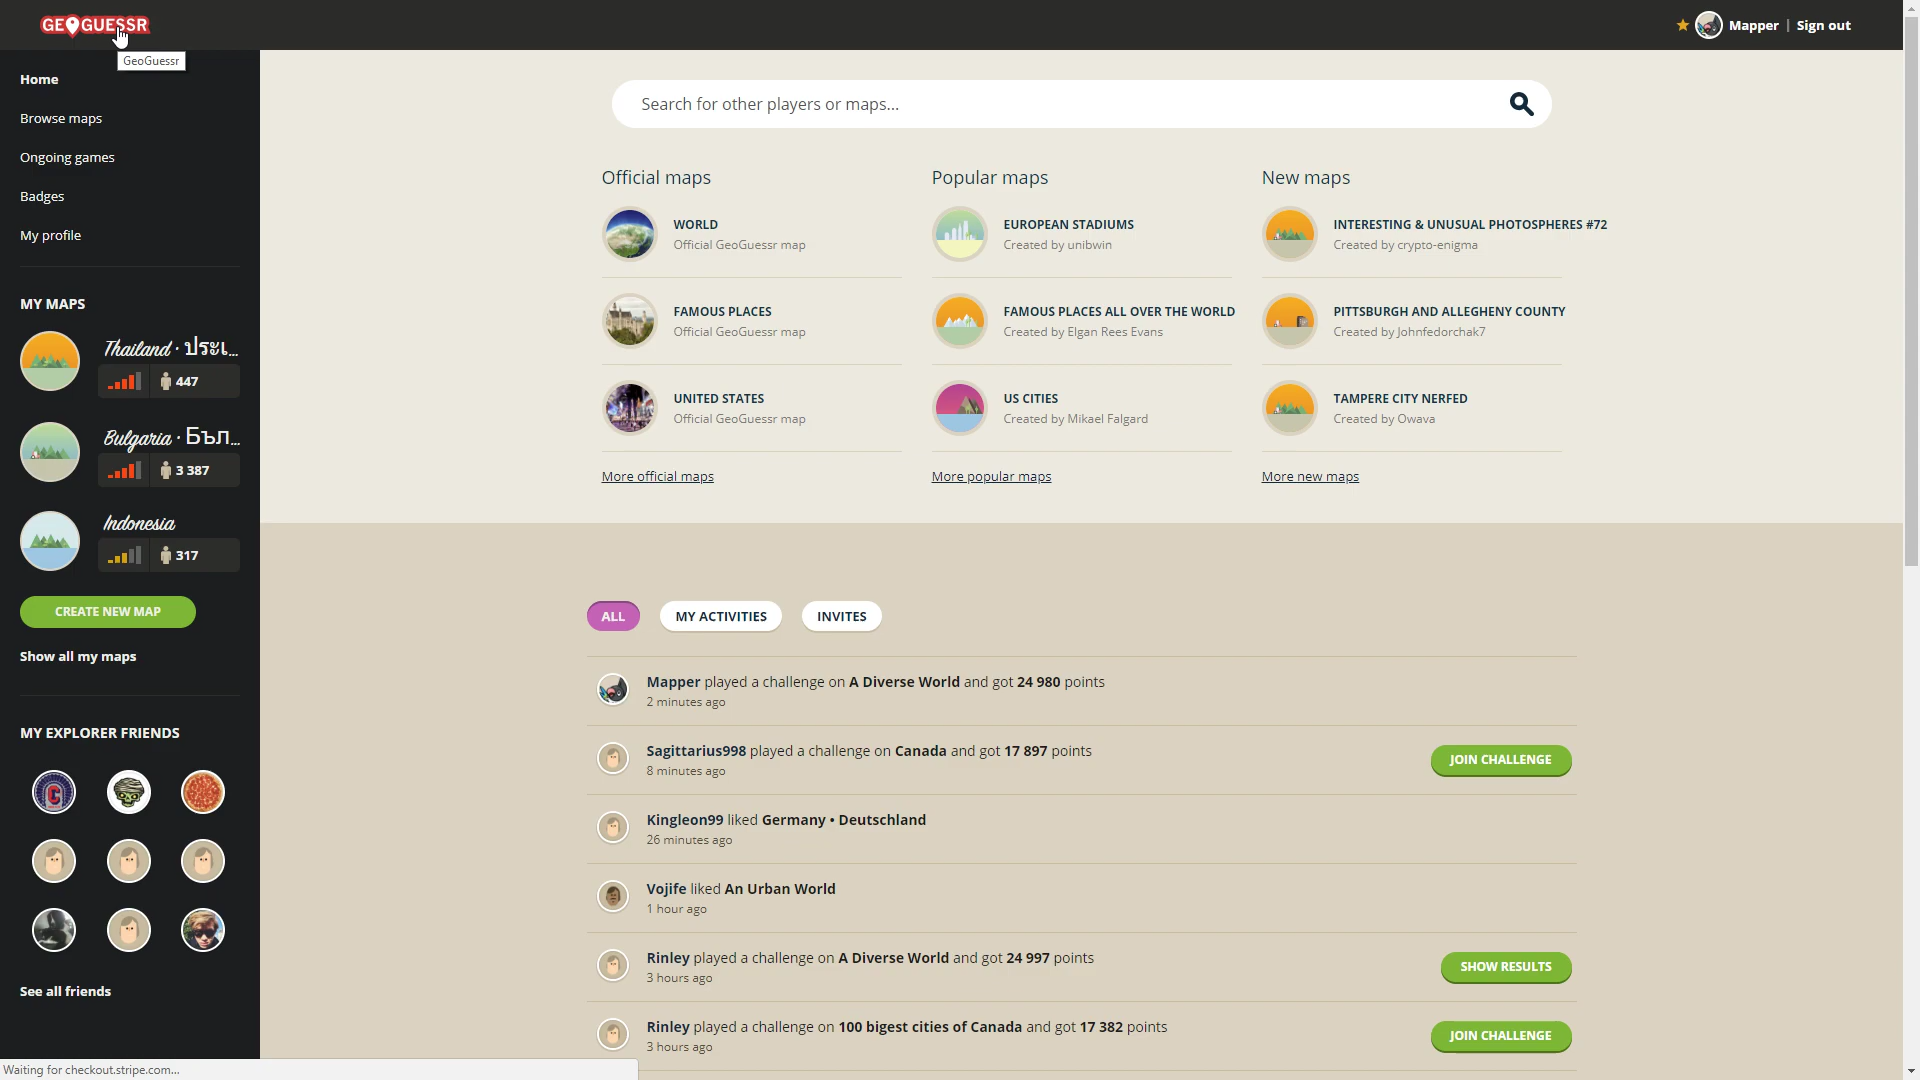 GEOGUESSR
Mapper | Sign out
GeoGuessr
Home
Browse maps
Ongoing games
Badges
My profile
MY MAPS
Thailand · ประเ...
447
Bulgaria · Бъл...
3 387
Indonesia
317
CREATE NEW MAP
Show all my maps
MY EXPLORER FRIENDS
See all friends
Search for other players or maps...
Official maps
WORLD
Official GeoGuessr map
FAMOUS PLACES
Official GeoGuessr map
UNITED STATES
Official GeoGuessr map
More official maps
Popular maps
EUROPEAN STADIUMS
Created by unibwin
FAMOUS PLACES ALL OVER THE WORLD
Created by Elgan Rees Evans
US CITIES
Created by Mikael Falgard
More popular maps
New maps
INTERESTING & UNUSUAL PHOTOSPHERES #72
Created by crypto-enigma
PITTSBURGH AND ALLEGHENY COUNTY
Created by Johnfedorchak7
TAMPERE CITY NERFED
Created by Owava
More new maps
ALL
MY ACTIVITIES
INVITES
Mapper played a challenge on A Diverse World and got 24 980 points
2 minutes ago
Sagittarius998 played a challenge on Canada and got 17 897 points
8 minutes ago
JOIN CHALLENGE
Kingleon99 liked Germany • Deutschland
26 minutes ago
Vojife liked An Urban World
1 hour ago
Rinley played a challenge on A Diverse World and got 24 997 points
3 hours ago
SHOW RESULTS
Rinley played a challenge on 100 bigest cities of Canada and got 17 382 points
3 hours ago
JOIN CHALLENGE
Waiting for checkout.stripe.com...